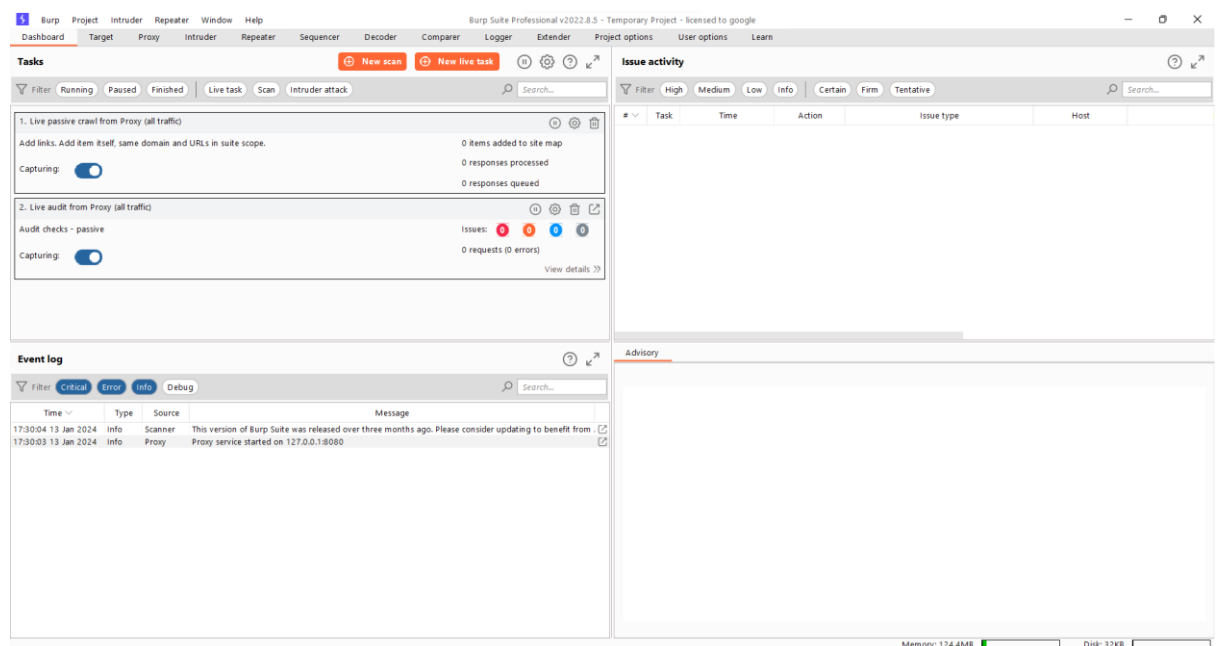 Burp Project Intruder Repeater Window Help
Burp Suite Professional v2022.8.5 - Temporary Project - licensed to google
Dashboard Target Proxy Intruder Repeater Sequencer Decoder Comparer Logger Extender Project options User options Learn
Tasks
New scan
New live task
Filter Running Paused Finished Live task Scan Intruder attack
Search...
1. Live passive crawl from Proxy (all traffic)
Add links. Add item itself, same domain and URLs in suite scope.
0 items added to site map
Capturing:
0 responses processed
0 responses queued
2. Live audit from Proxy (all traffic)
Audit checks - passive
Issues: 0 0 0 0
Capturing:
0 requests (0 errors)
View details
Event log
Filter Critical Error Info Debug
Search...
Time Type Source Message
17:30:04 13 Jan 2024 Info Scanner This version of Burp Suite was released over three months ago. Please consider updating to benefit from .
17:30:03 13 Jan 2024 Info Proxy Proxy service started on 127.0.0.1:8080
Issue activity
Filter High Medium Low Info Certain Firm Tentative
Search...
# Task Time Action Issue type Host
Advisory
Memory: 124.4MB
Disk: 32KB